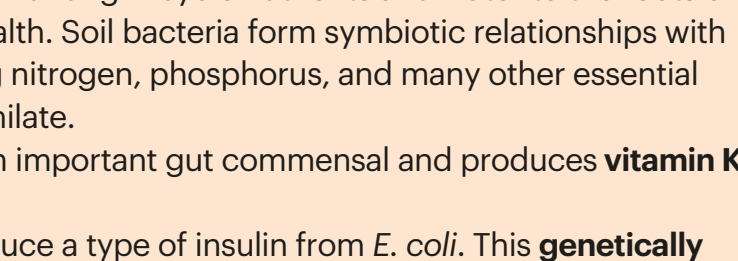 alth. Soil bacteria form symbiotic relationships with
nitrogen, phosphorus, and many other essential
ilate.
important gut commensal and produces vitamin K
uce a type of insulin from E. coli. This genetically